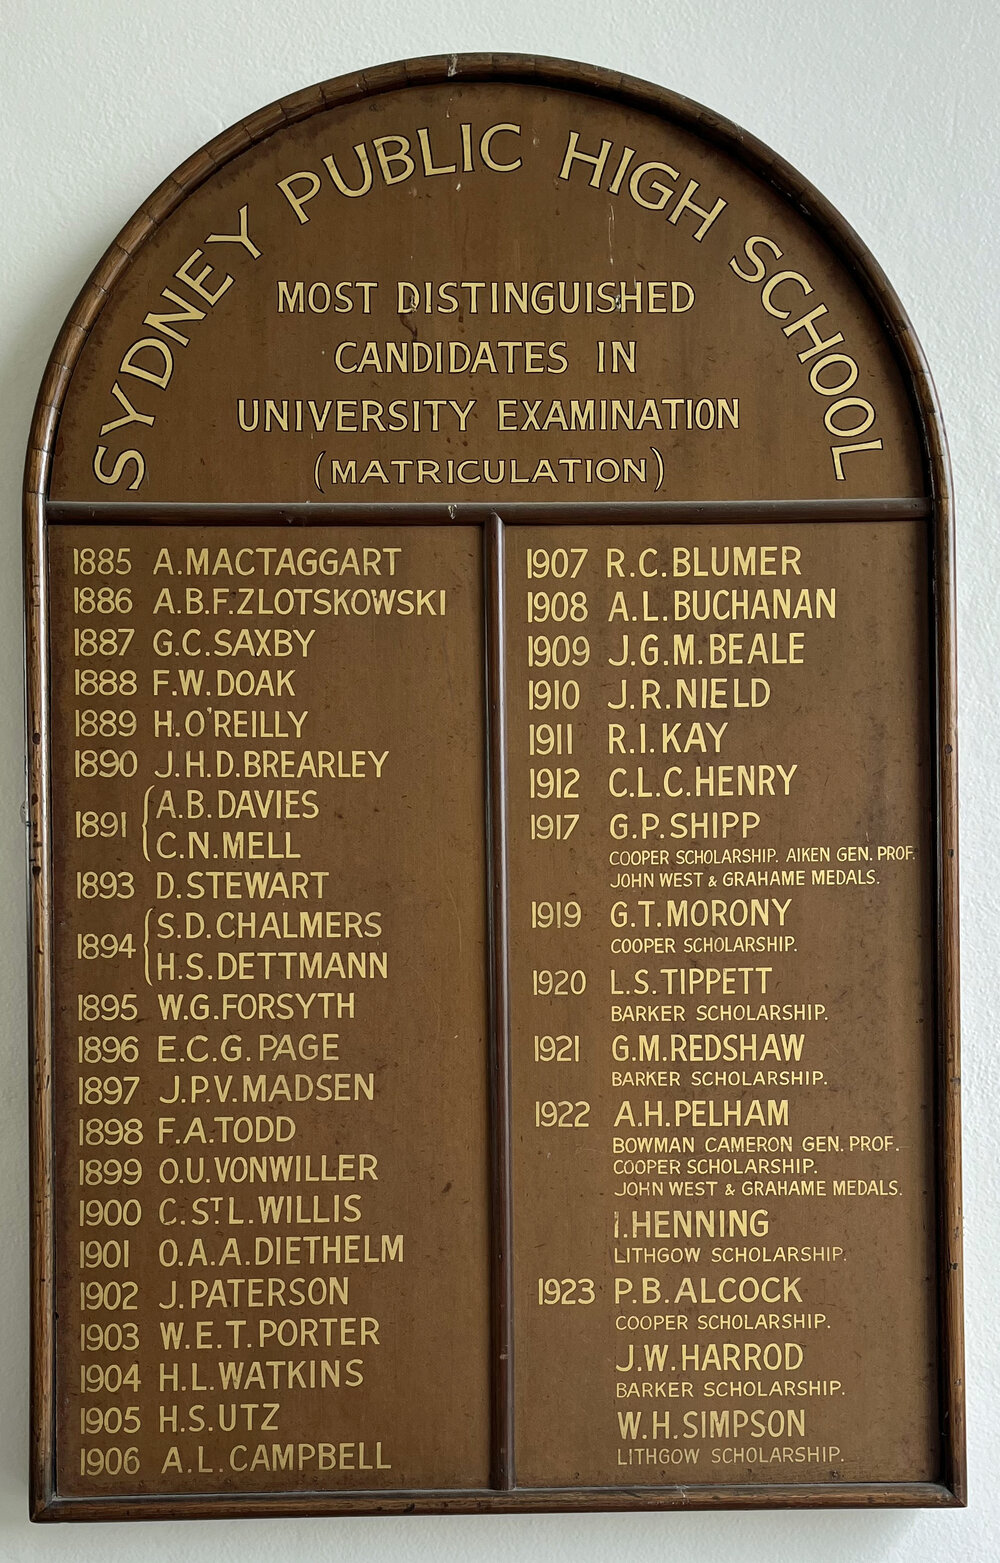 SYDNEY PUBLIC HIGH SCHOOL
MOST DISTINGUISHED
CANDIDATES IN
UNIVERSITY EXAMINATION
(MATRICULATION)
1885 A.MACTAGGART
1886 A.B.F.ZLOTSKOWSKI
1887 G.C.SAXBY
1888 F.W.DOAK
1889 H.O'REILLY
1890 J.H.D.BREARLEY
1891 A.B.DAVIES
C.N.MELL
1893 D.STEWART
1894 S.D.CHALMERS
H.S.DETTMANN
1895 W.G.FORSYTH
1896 E.C.G.PAGE
1897 J.P.V.MADSEN
1898 F.A.TODD
1899 O.U.VONWILLER
1900 C.ST.L.WILLIS
1901 O.A.A.DIETHELM
1902 J.PATERSON
1903 W.E.T.PORTER
1904 H.L.WATKINS
1905 H.S.UTZ
1906 A.L.CAMPBELL
1907 R.C.BLUMER
1908 A.L.BUCHANAN
1909 J.G.M.BEALE
1910 J.R.NIELD
1911 R.I.KAY
1912 C.L.C.HENRY
1917 G.P.SHIPP
COOPER SCHOLARSHIP. AIKEN GEN. PROF.
JOHN WEST & GRAHAME MEDALS.
1919 G.T.MORONY
COOPER SCHOLARSHIP.
1920 L.S.TIPPETT
BARKER SCHOLARSHIP.
1921 G.M.REDSHAW
BARKER SCHOLARSHIP.
1922 A.H.PELHAM
BOWMAN CAMERON GEN. PROF.
COOPER SCHOLARSHIP.
JOHN WEST & GRAHAME MEDALS.
I.HENNING
LITHGOW SCHOLARSHIP.
1923 P.B.ALCOCK
COOPER SCHOLARSHIP.
J.W.HARROD
BARKER SCHOLARSHIP.
W.H.SIMPSON
LITHGOW SCHOLARSHIP.